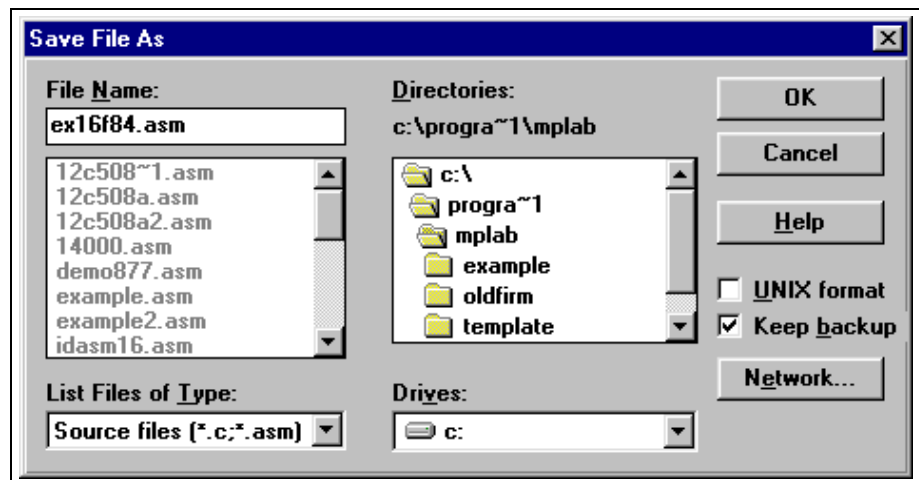 Save File As
File Name:
ex16f84.asm
12c508~1.asm
12c508a.asm
12c508a2.asm
14000.asm
demo877.asm
example.asm
example2.asm
idasm16.asm
List Files of Type:
Source files (*.c;*.asm)
Directories:
c:\progra~1\mplab
c:\
progra~1
mplab
example
oldfirm
template
Drives:
c:
OK
Cancel
Help
UNIX format
Keep backup
Network...